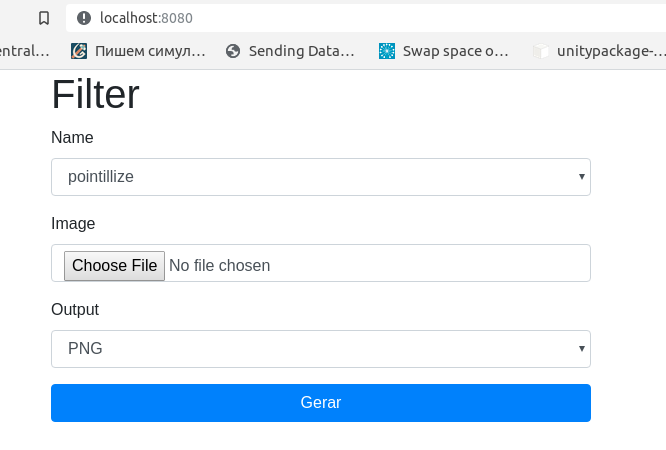 localhost:8080
entral… Пишем симул… Sending Data… Swap space o… unitypackage-…
Filter
Name
pointillize
Image
Choose File No file chosen
Output
PNG
Gerar